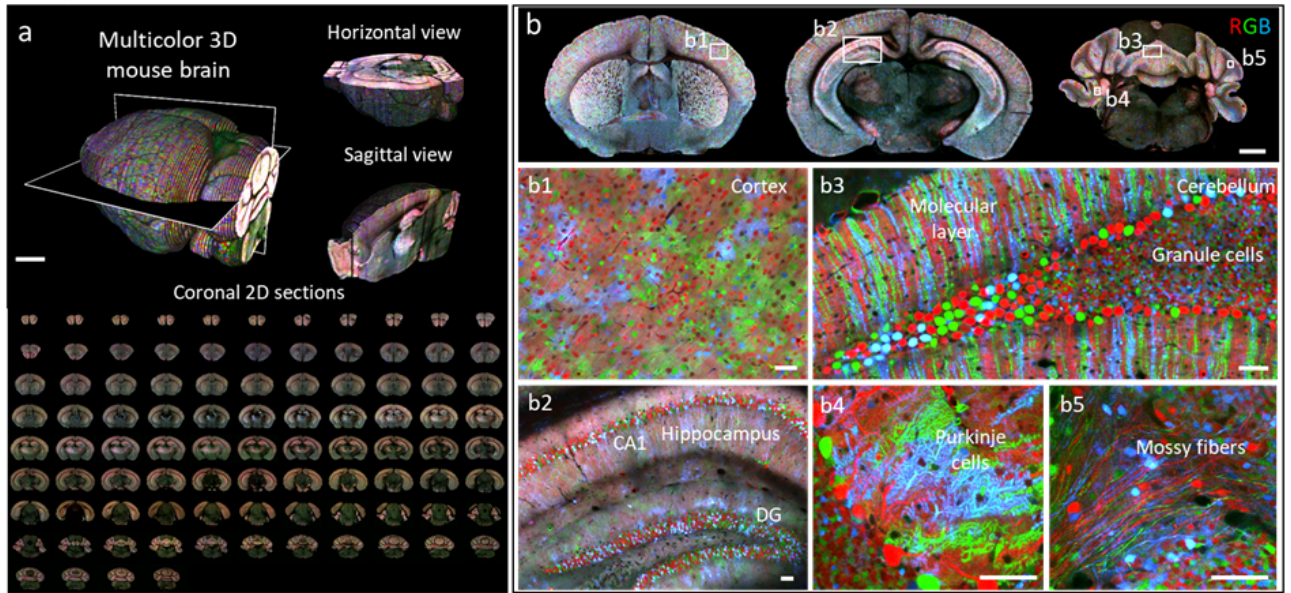 a
Multicolor 3D
mouse brain
Horizontal view
Sagittal view
Coronal 2D sections
b
b1
b2
b3
b4
b5
RGB
b1
Cortex
b3
Cerebellum
Molecular
layer
Granule cells
b2
CA1
Hippocampus
DG
b4
Purkinje
cells
b5
Mossy fibers